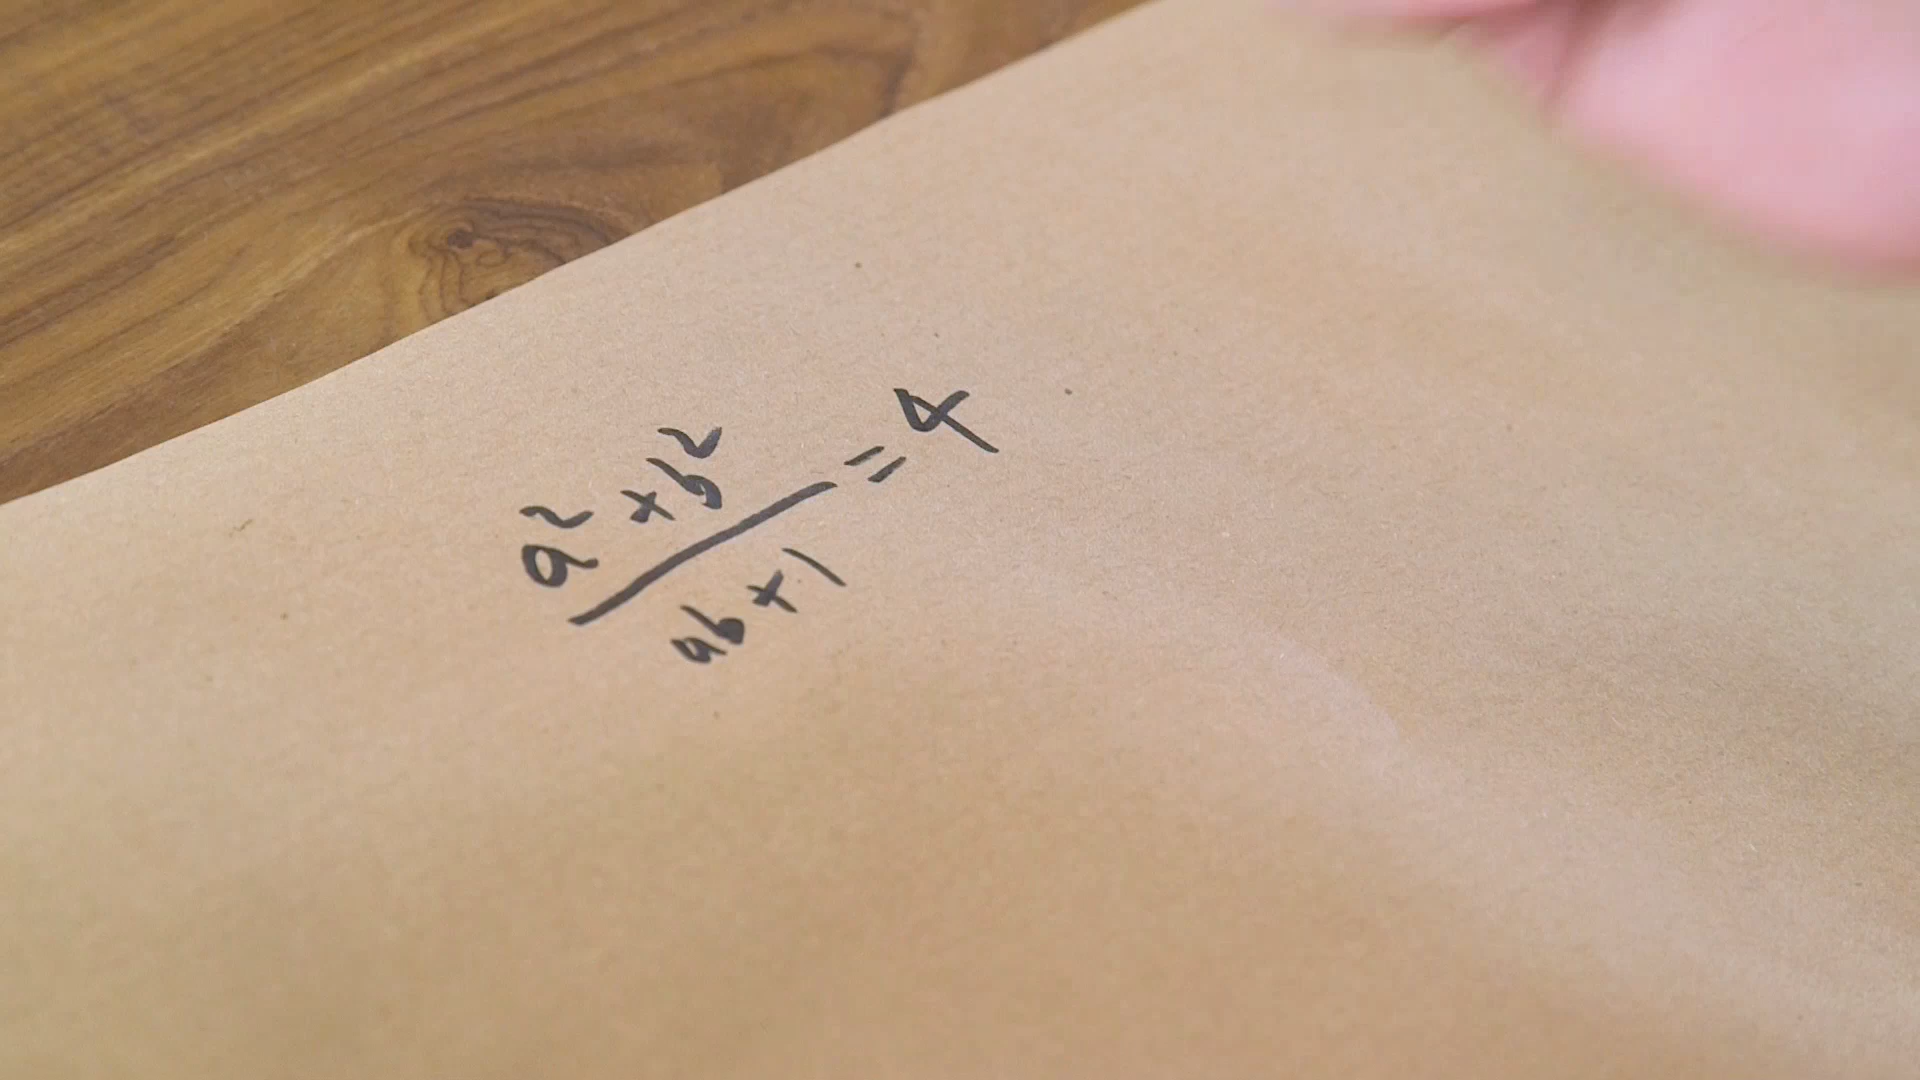 a² + b² = 4
ab + 1